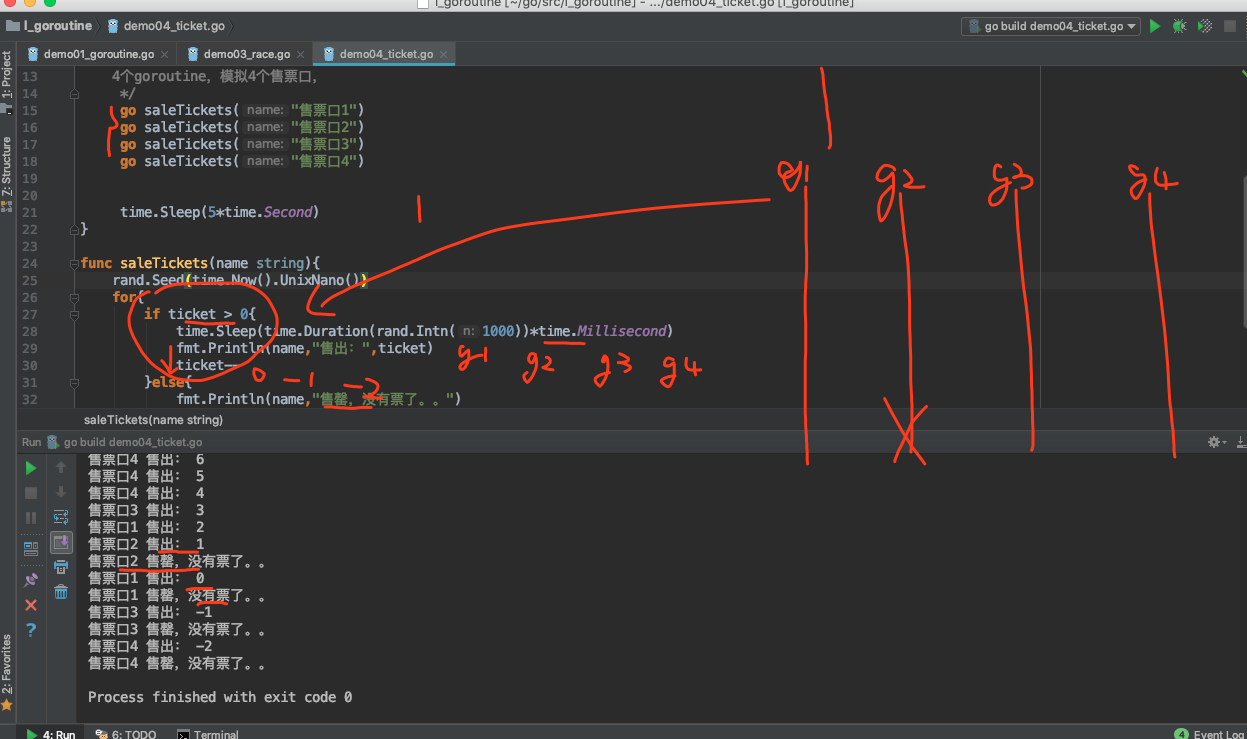 l_goroutine [~/go/src/l_goroutine] - .../demo04_ticket.go [l_goroutine]
l_goroutine demo04_ticket.go go build demo04_ticket.go
demo01_goroutine.go demo03_race.go demo04_ticket.go
1: Project
Z: Structure
2: Favorites
13 4个goroutine，模拟4个售票口，
14 */
15 go saleTickets( name: "售票口1")
16 go saleTickets( name: "售票口2")
17 go saleTickets( name: "售票口3")
18 go saleTickets( name: "售票口4")
19
20
21 time.Sleep(5*time.Second)
22 }
23
24 func saleTickets(name string){
25 rand.Seed(time.Now().UnixNano())
26 for{
27 if ticket > 0{
28 time.Sleep(time.Duration(rand.Intn( n: 1000))*time.Millisecond)
29 fmt.Println(name,"售出：",ticket)
30 ticket--
31 }else{
32 fmt.Println(name,"售罄，没有票了。。")
1
g1 g2 g3 g4
g1 g2 g3 g4
0 -1 -2
saleTickets(name string)
Run go build demo04_ticket.go
售票口4 售出： 6
售票口4 售出： 5
售票口4 售出： 4
售票口3 售出： 3
售票口1 售出： 2
售票口2 售出： 1
售票口2 售罄，没有票了。。
售票口1 售出： 0
售票口1 售罄，没有票了。。
售票口3 售出： -1
售票口3 售罄，没有票了。。
售票口4 售出： -2
售票口4 售罄，没有票了。。
Process finished with exit code 0
4: Run 6: TODO Terminal 4 Event Log